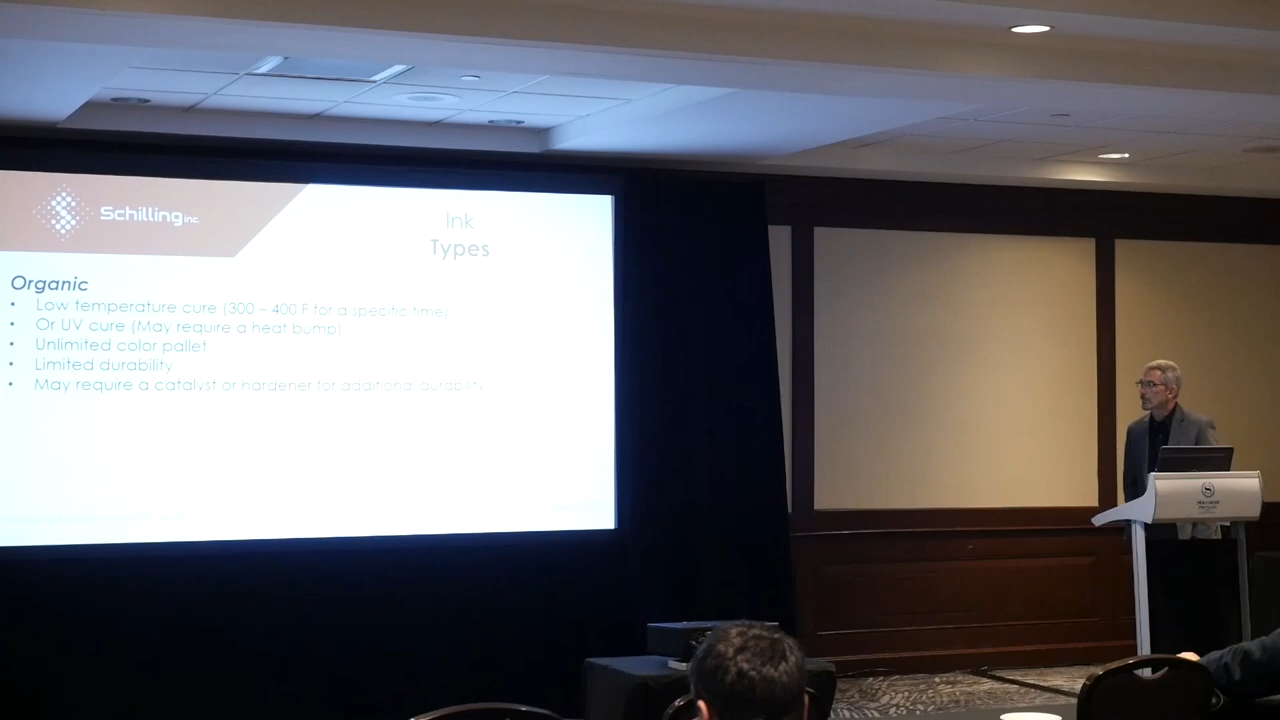 Schilling inc.
Ink
Types
Organic
• Low temperature cure (300 – 400 F for a specific time)
• Or UV cure (May require a heat bump)
• Unlimited color pallet
• Limited durability
• May require a catalyst or hardener for additional durability